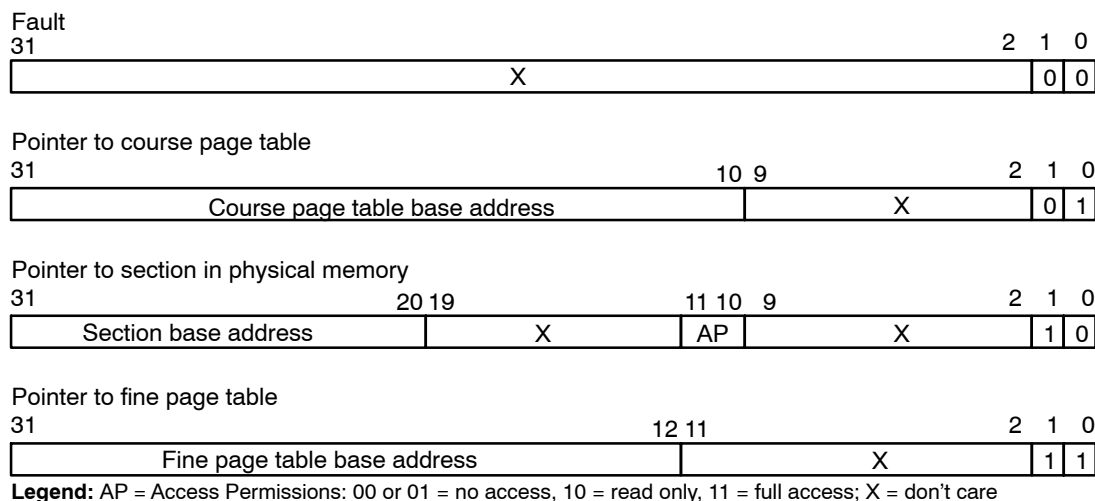 Fault
31 2 1 0
X 0 0
Pointer to course page table
31 10 9 2 1 0
Course page table base address X 0 1
Pointer to section in physical memory
31 20 19 11 10 9 2 1 0
Section base address X AP X 1 0
Pointer to fine page table
31 12 11 2 1 0
Fine page table base address X 1 1
Legend: AP = Access Permissions: 00 or 01 = no access, 10 = read only, 11 = full access; X = don't care